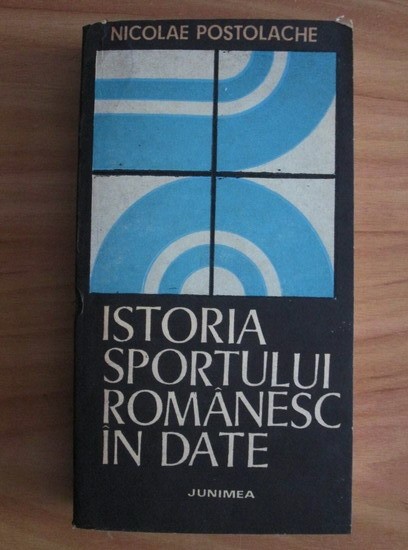 NICOLAE POSTOLACHE
ISTORIA
SPORTULUI
ROMÂNESC
ÎN DATE
JUNIMEA